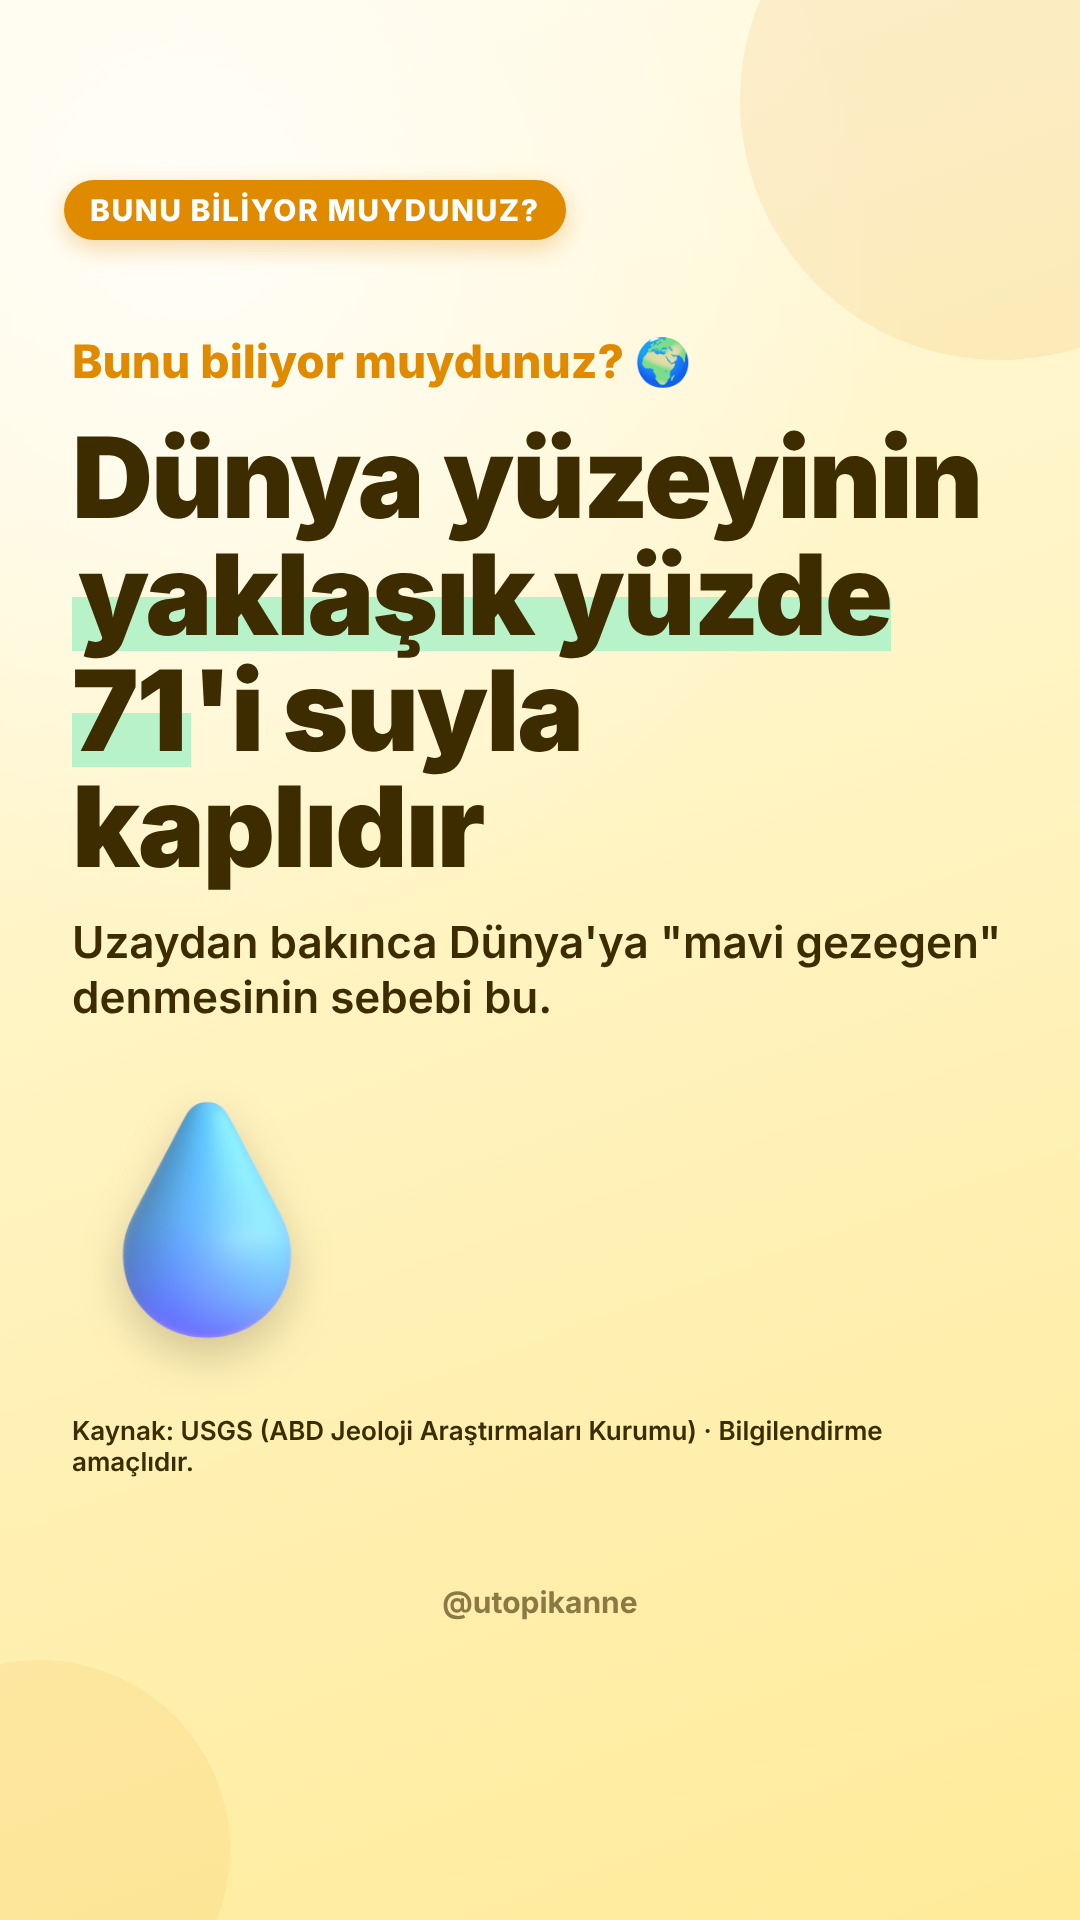 BUNU BİLİYOR MUYDUNUZ?
Bunu biliyor muydunuz? 🌍
Dünya yüzeyinin
yaklaşık yüzde
71'i suyla
kaplıdır
Uzaydan bakınca Dünya'ya "mavi gezegen"
denmesinin sebebi bu.
Kaynak: USGS (ABD Jeoloji Araştırmaları Kurumu) · Bilgilendirme
amaçlıdır.
@utopikanne